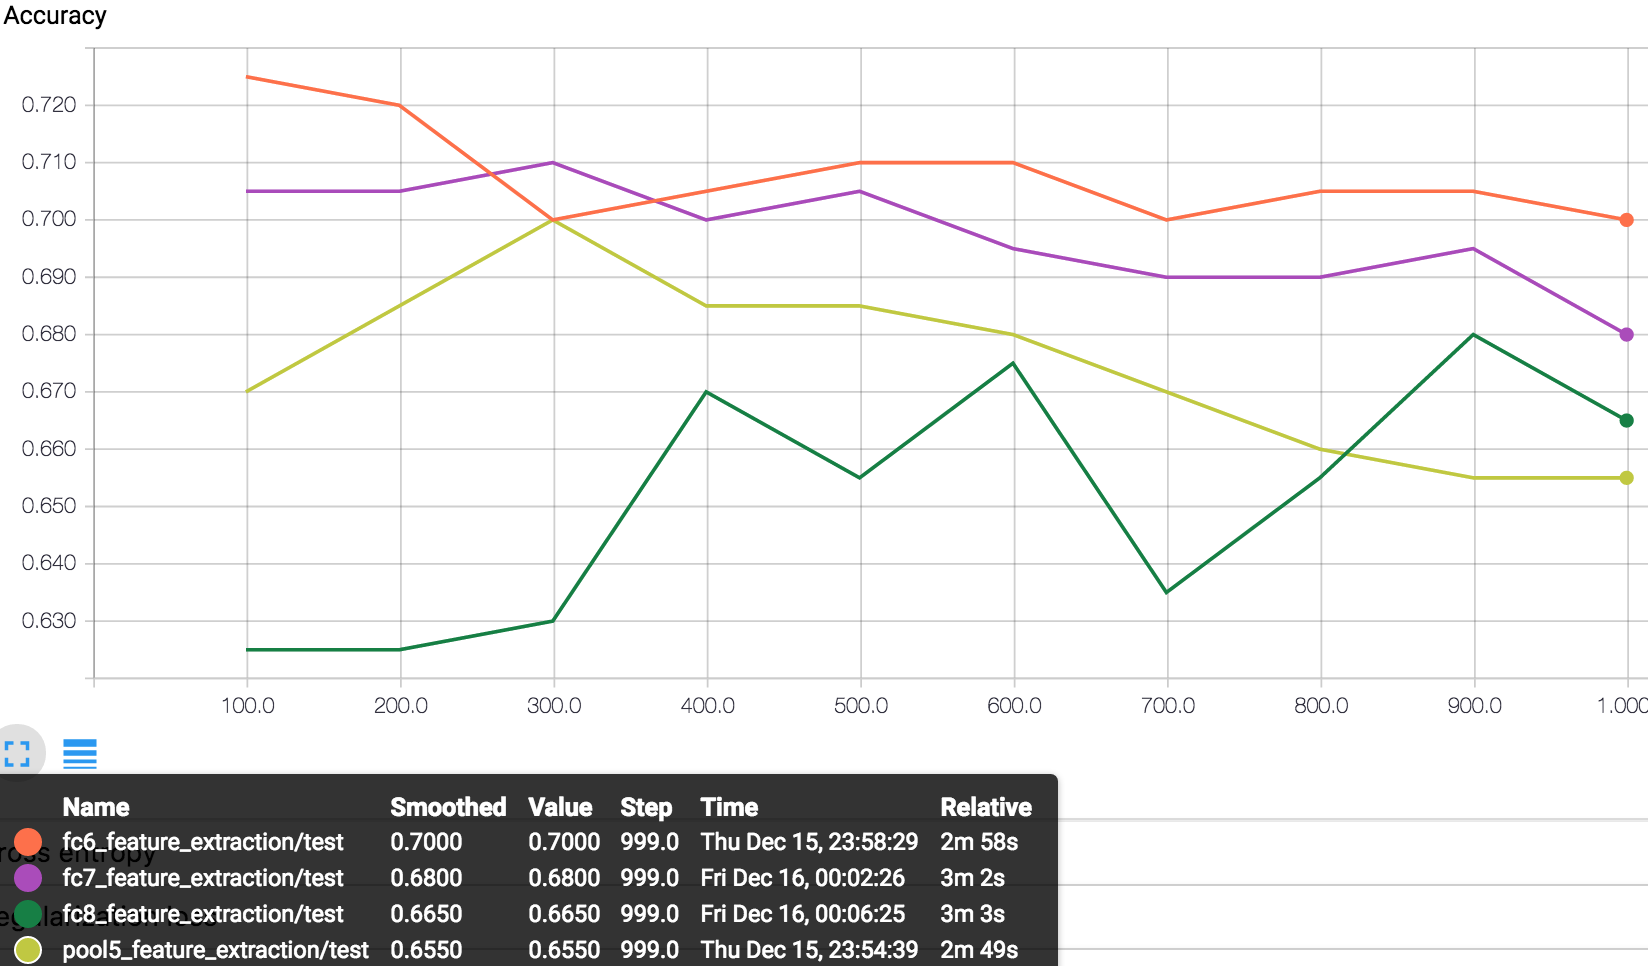 Accuracy
0.720
0.710
0.700
0.690
0.680
0.670
0.660
0.650
0.640
0.630
100.0 200.0 300.0 400.0 500.0 600.0 700.0 800.0 900.0 1.000
Name Smoothed Value Step Time Relative
fc6_feature_extraction/test 0.7000 0.7000 999.0 Thu Dec 15, 23:58:29 2m 58s
ross entropy
fc7_feature_extraction/test 0.6800 0.6800 999.0 Fri Dec 16, 00:02:26 3m 2s
fc8_feature_extraction/test 0.6650 0.6650 999.0 Fri Dec 16, 00:06:25 3m 3s
pool5_feature_extraction/test 0.6550 0.6550 999.0 Thu Dec 15, 23:54:39 2m 49s